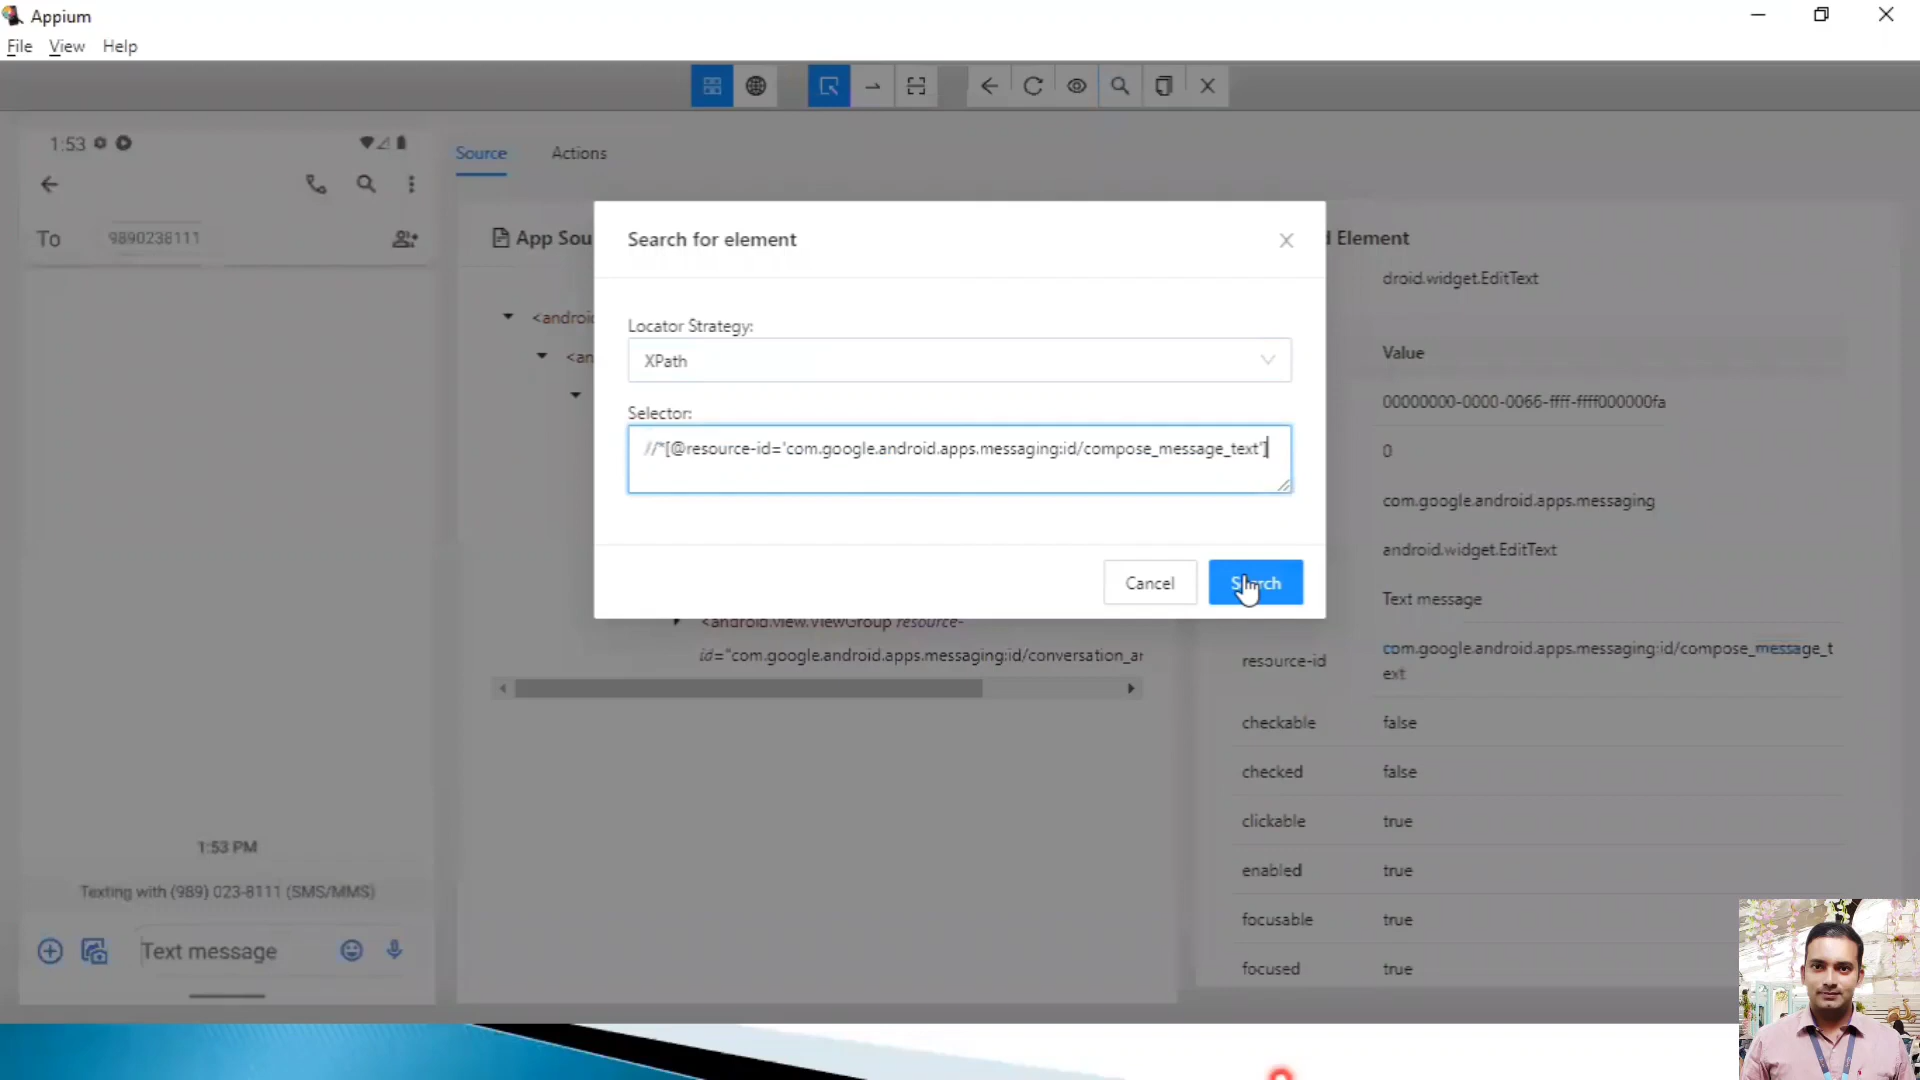 Appium
File View Help
1:53
Source
Actions
To
9890238111
App Sou
d Element
Search for element
droid.widget.EditText
<androi
<an
Locator Strategy:
XPath
Value
Selector:
//*[@resource-id='com.google.android.apps.messaging:id/compose_message_text']
00000000-0000-0066-ffff-ffff000000fa
0
com.google.android.apps.messaging
android.widget.EditText
Cancel
Search
Text message
<android.view.ViewGroup resource-
id="com.google.android.apps.messaging:id/conversation_ar
resource-id
com.google.android.apps.messaging:id/compose_message_t
ext
checkable
false
checked
false
clickable
true
enabled
true
focusable
true
focused
true
1:53 PM
Texting with (989) 023-8111 (SMS/MMS)
Text message